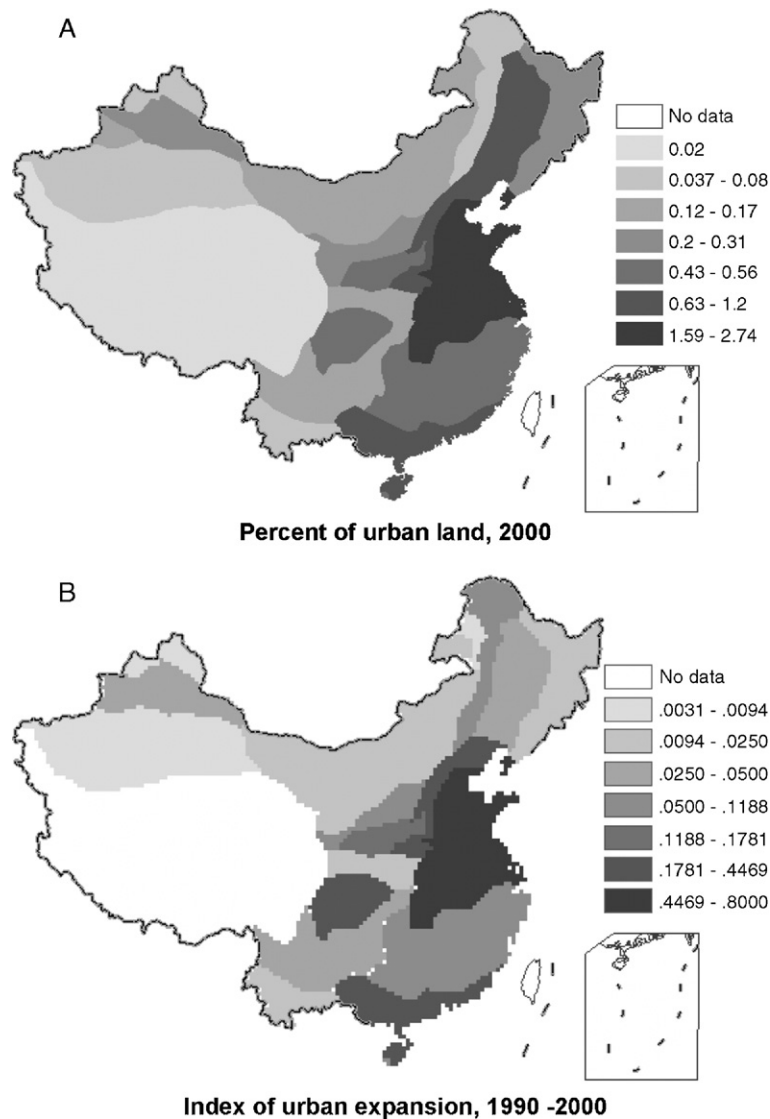 A
No data
0.02
0.037 - 0.08
0.12 - 0.17
0.2 - 0.31
0.43 - 0.56
0.63 - 1.2
1.59 - 2.74
Percent of urban land, 2000
B
No data
.0031 - .0094
.0094 - .0250
.0250 - .0500
.0500 - .1188
.1188 - .1781
.1781 - .4469
.4469 - .8000
Index of urban expansion, 1990 -2000